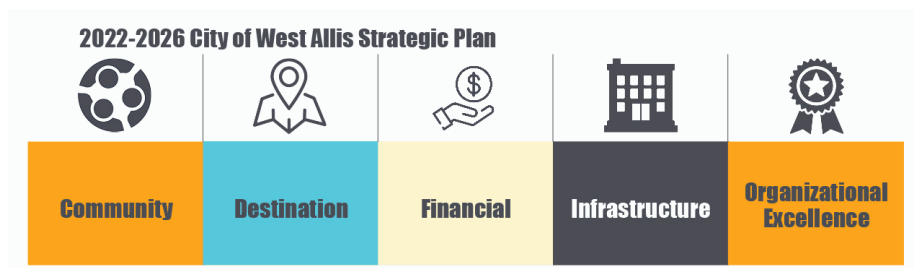 2022-2026 City of West Allis Strategic Plan
$
Community
Destination
Financial
Infrastructure
Organizational
Excellence